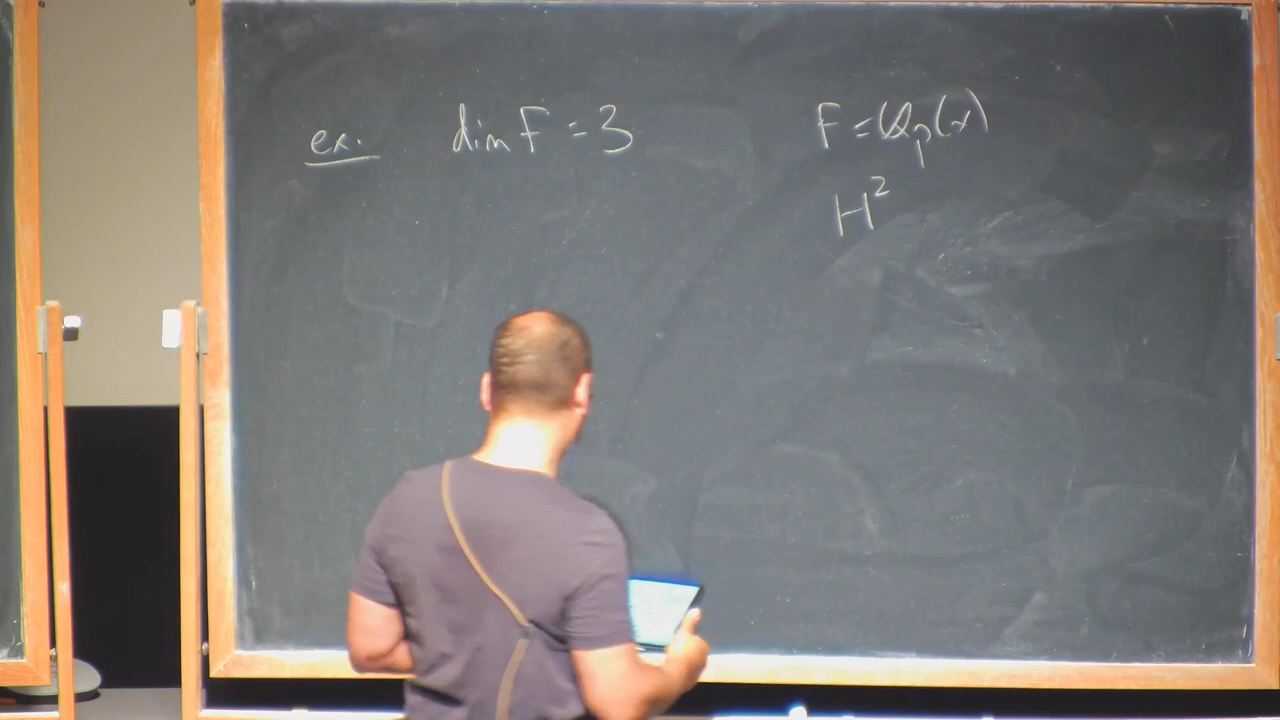 ex. dim F = 3 F = ℚp(x)
H²